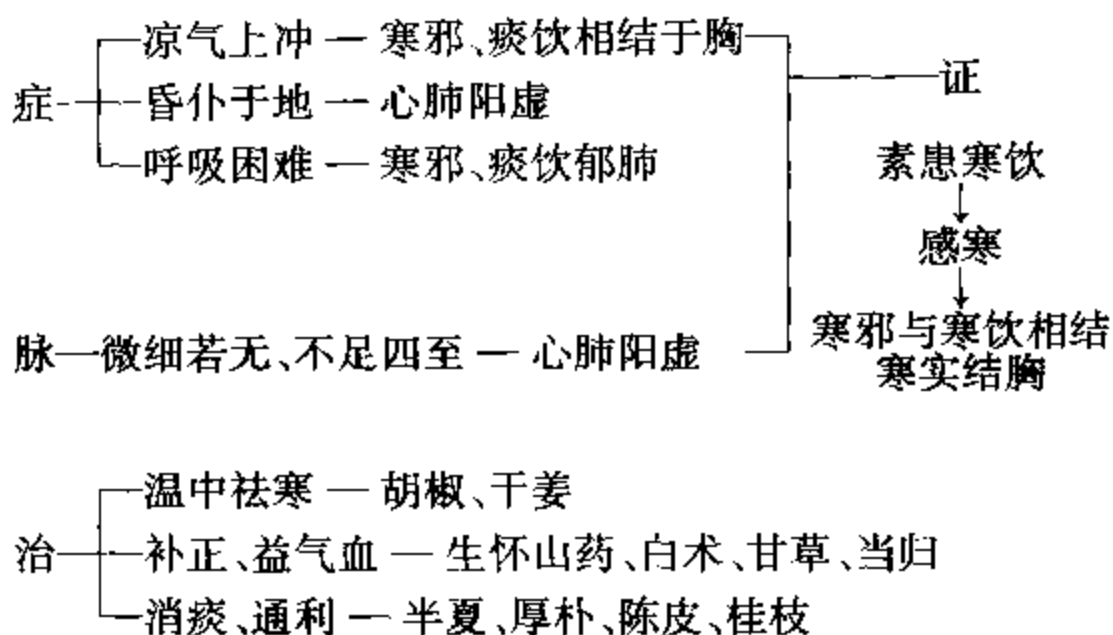 症
凉气上冲 — 寒邪、痰饮相结于胸
昏仆于地 — 心肺阳虚
呼吸困难 — 寒邪、痰饮郁肺
脉—微细若无、不足四至 — 心肺阳虚
证
素患寒饮
感寒
寒邪与寒饮相结
寒实结胸
治
温中祛寒 — 胡椒、干姜
补正、益气血 — 生怀山药、白术、甘草、当归
消痰、通利 — 半夏、厚朴、陈皮、桂枝